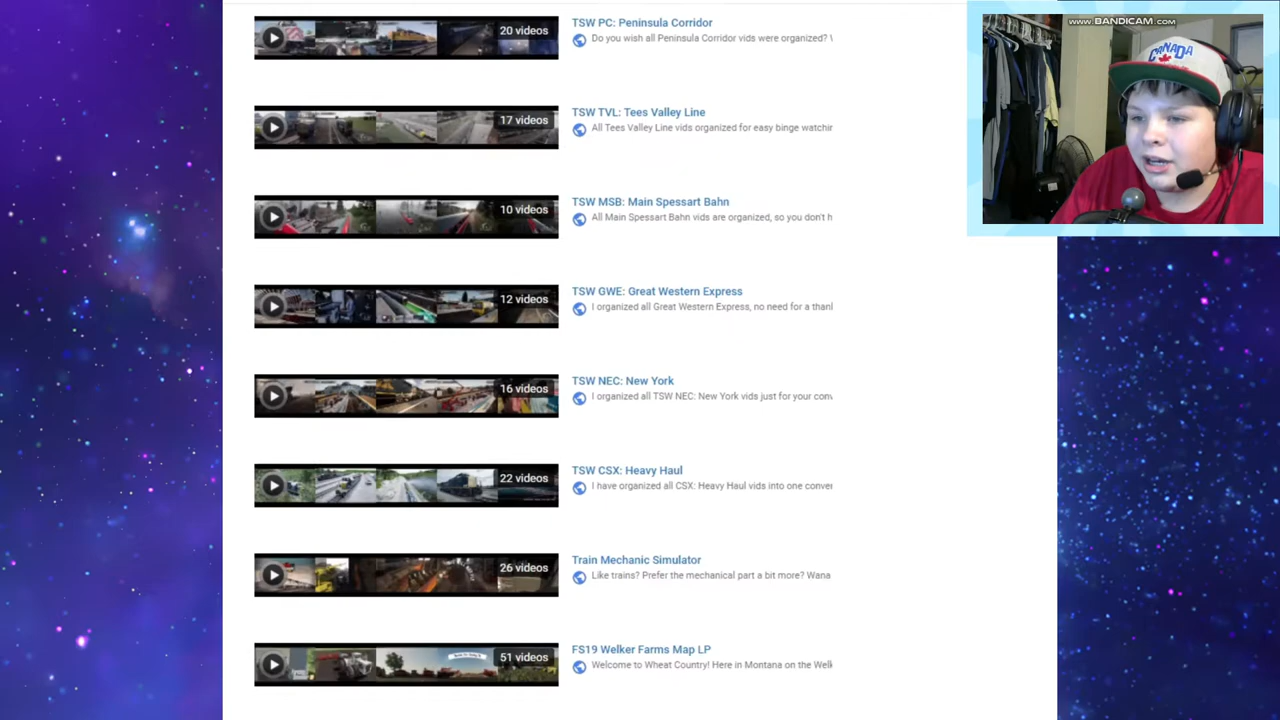 WWW.BANDICAM.COM
CANADA
20 videos
TSW PC: Peninsula Corridor
Do you wish all Peninsula Corridor vids were organized? \
17 videos
TSW TVL: Tees Valley Line
All Tees Valley Line vids organized for easy binge watchir
10 videos
TSW MSB: Main Spessart Bahn
All Main Spessart Bahn vids are organized, so you don't h
12 videos
TSW GWE: Great Western Express
I organized all Great Western Express, no need for a thanl
16 videos
TSW NEC: New York
I organized all TSW NEC: New York vids just for your conv
22 videos
TSW CSX: Heavy Haul
I have organized all CSX: Heavy Haul vids into one conver
26 videos
Train Mechanic Simulator
Like trains? Prefer the mechanical part a bit more? Wana
51 videos
FS19 Welker Farms Map LP
Welcome to Wheat Country! Here in Montana on the Welk